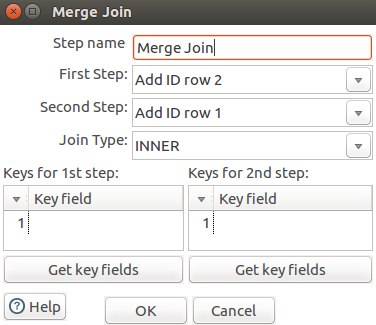 Merge Join
Step name Merge Join
First Step: Add ID row 2
Second Step: Add ID row 1
Join Type: INNER
Keys for 1st step: Keys for 2nd step:
Key field Key field
1 1
Get key fields Get key fields
Help OK Cancel